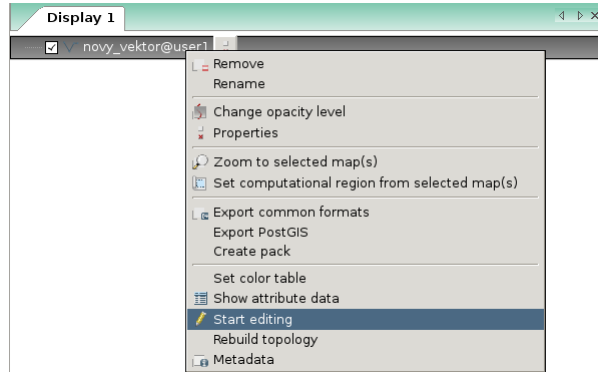 Display 1
novy_vektor@user1
Remove
Rename
Change opacity level
Properties
Zoom to selected map(s)
Set computational region from selected map(s)
Export common formats
Export PostGIS
Create pack
Set color table
Show attribute data
Start editing
Rebuild topology
Metadata